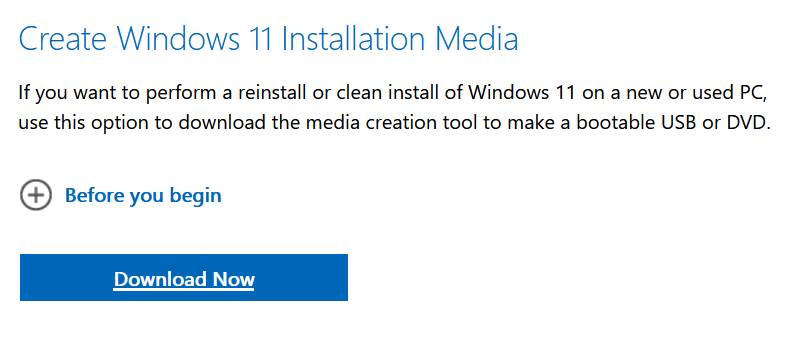 Create Windows 11 Installation Media
If you want to perform a reinstall or clean install of Windows 11 on a new or used PC,
use this option to download the media creation tool to make a bootable USB or DVD.
Before you begin
Download Now